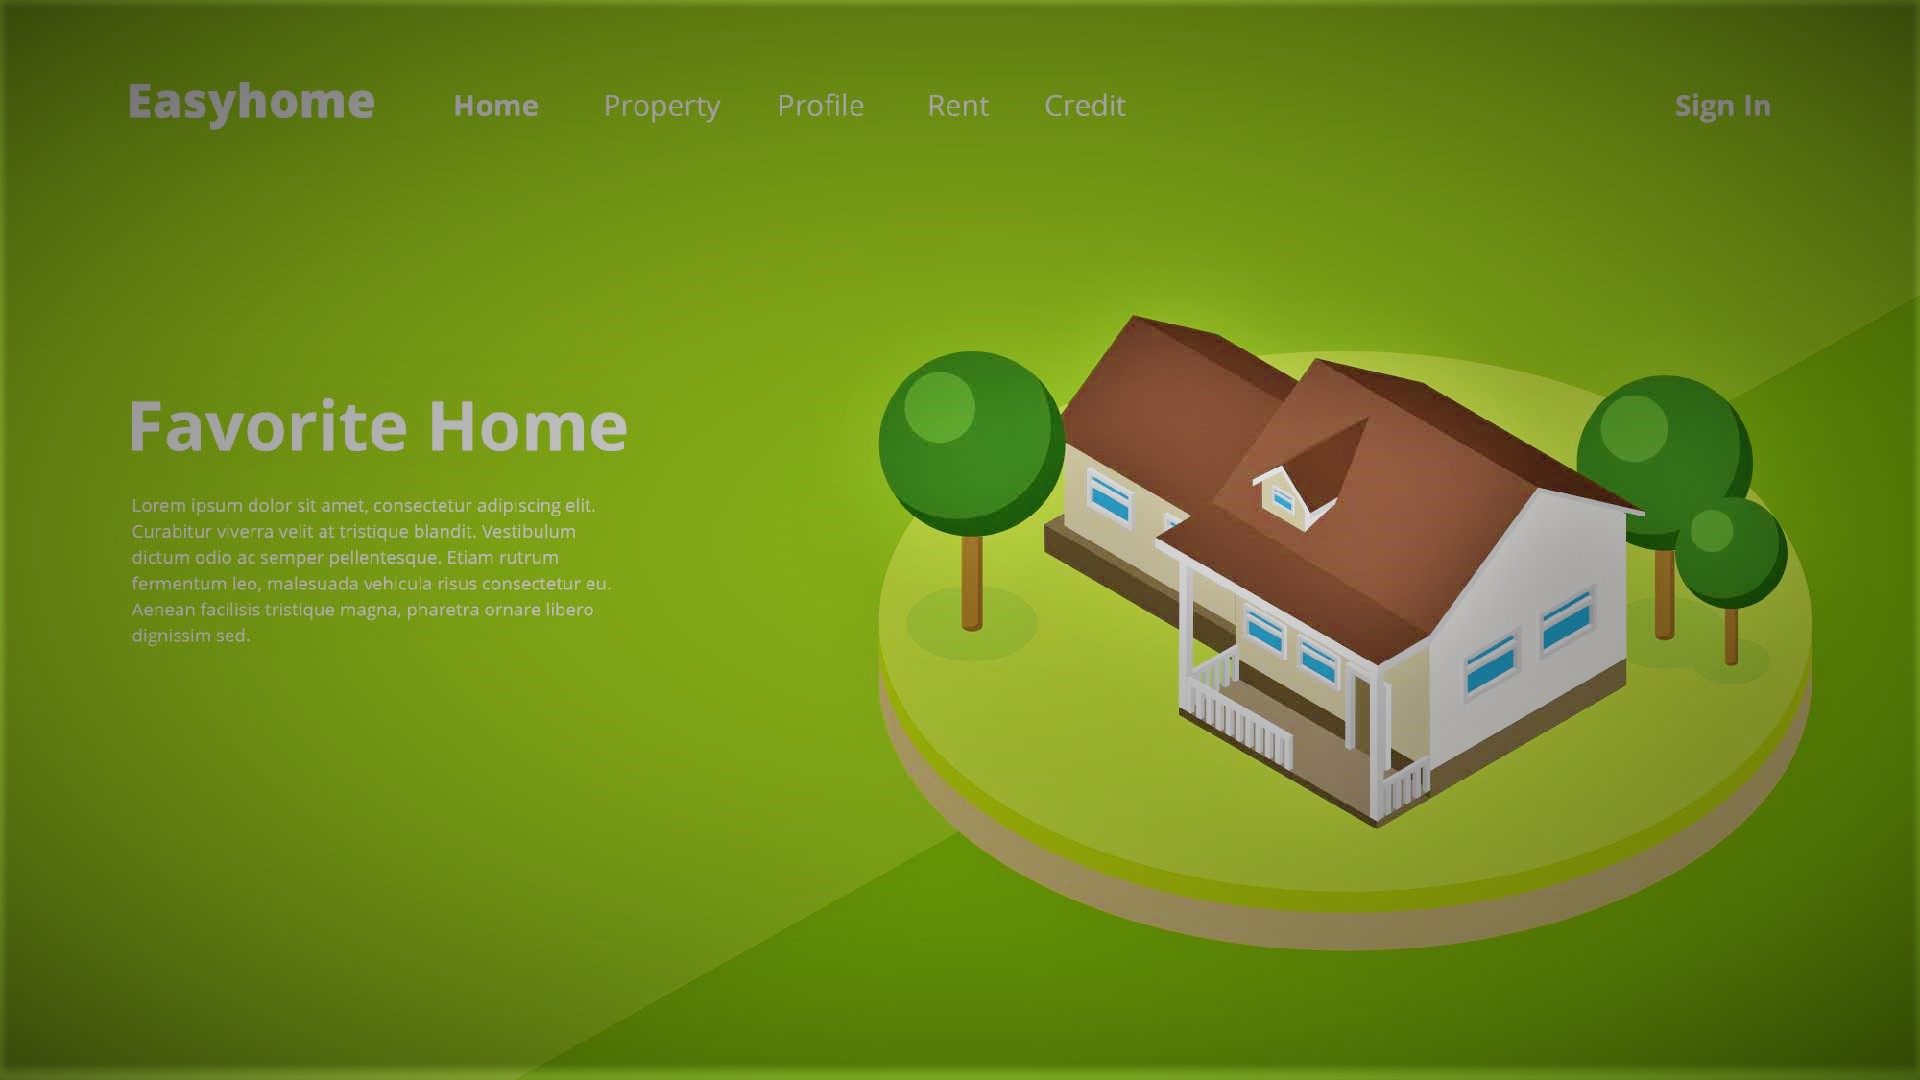 Easyhome Home Property Profile Rent Credit Sign In
Favorite Home
Lorem ipsum dolor sit amet, consectetur adipiscing elit.
Curabitur viverra velit at tristique blandit. Vestibulum
dictum odio ac semper pellentesque. Etiam rutrum
fermentum leo, malesuada vehicula risus consectetur eu.
Aenean facilisis tristique magna, pharetra ornare libero
dignissim sed.